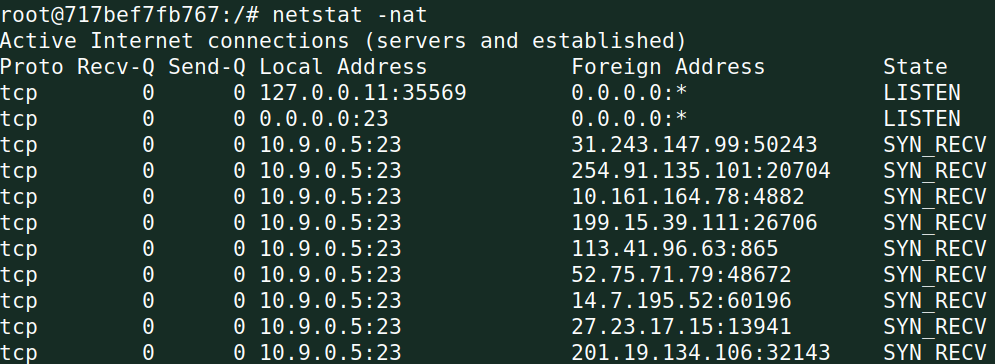 root@717bef7fb767:/# netstat -nat
Active Internet connections (servers and established)
Proto Recv-Q Send-Q Local Address           Foreign Address         State
tcp        0      0 127.0.0.11:35569        0.0.0.0:*               LISTEN
tcp        0      0 0.0.0.0:23              0.0.0.0:*               LISTEN
tcp        0      0 10.9.0.5:23             31.243.147.99:50243     SYN_RECV
tcp        0      0 10.9.0.5:23             254.91.135.101:20704    SYN_RECV
tcp        0      0 10.9.0.5:23             10.161.164.78:4882      SYN_RECV
tcp        0      0 10.9.0.5:23             199.15.39.111:26706     SYN_RECV
tcp        0      0 10.9.0.5:23             113.41.96.63:865        SYN_RECV
tcp        0      0 10.9.0.5:23             52.75.71.79:48672       SYN_RECV
tcp        0      0 10.9.0.5:23             14.7.195.52:60196       SYN_RECV
tcp        0      0 10.9.0.5:23             27.23.17.15:13941       SYN_RECV
tcp        0      0 10.9.0.5:23             201.19.134.106:32143    SYN_RECV